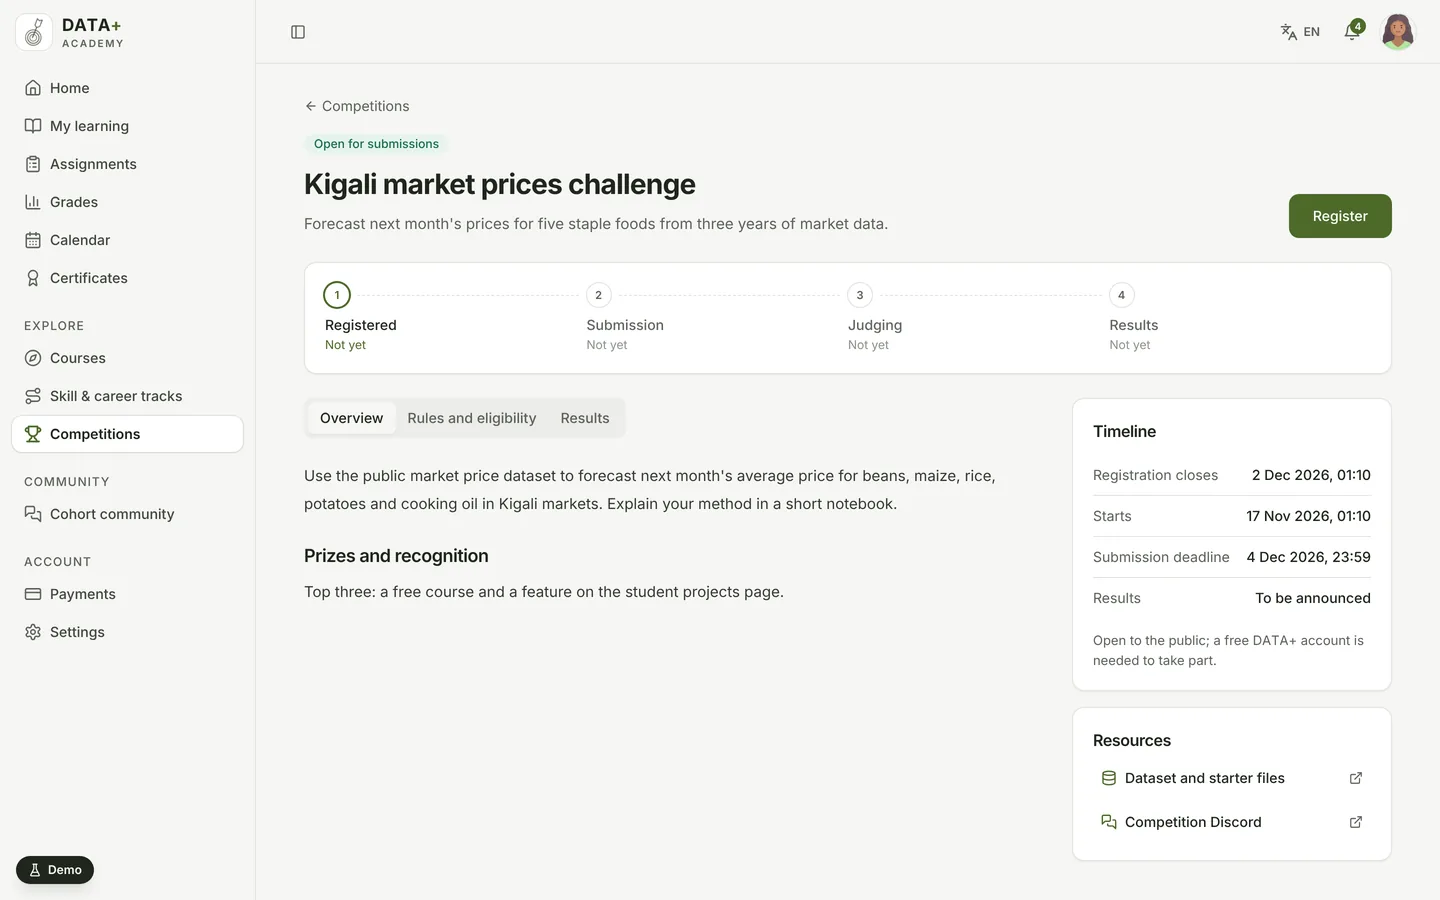 DATA+
ACADEMY
Home
My learning
Assignments
Grades
Calendar
Certificates
EXPLORE
Courses
Skill & career tracks
Competitions
COMMUNITY
Cohort community
ACCOUNT
Payments
Settings
Demo
EN
4
Competitions
Open for submissions
Kigali market prices challenge
Forecast next month's prices for five staple foods from three years of market data.
Register
1
Registered
Not yet
2
Submission
Not yet
3
Judging
Not yet
4
Results
Not yet
Overview
Rules and eligibility
Results
Use the public market price dataset to forecast next month's average price for beans, maize, rice,
potatoes and cooking oil in Kigali markets. Explain your method in a short notebook.
Prizes and recognition
Top three: a free course and a feature on the student projects page.
Timeline
Registration closes 2 Dec 2026, 01:10
Starts 17 Nov 2026, 01:10
Submission deadline 4 Dec 2026, 23:59
Results To be announced
Open to the public; a free DATA+ account is
needed to take part.
Resources
Dataset and starter files
Competition Discord